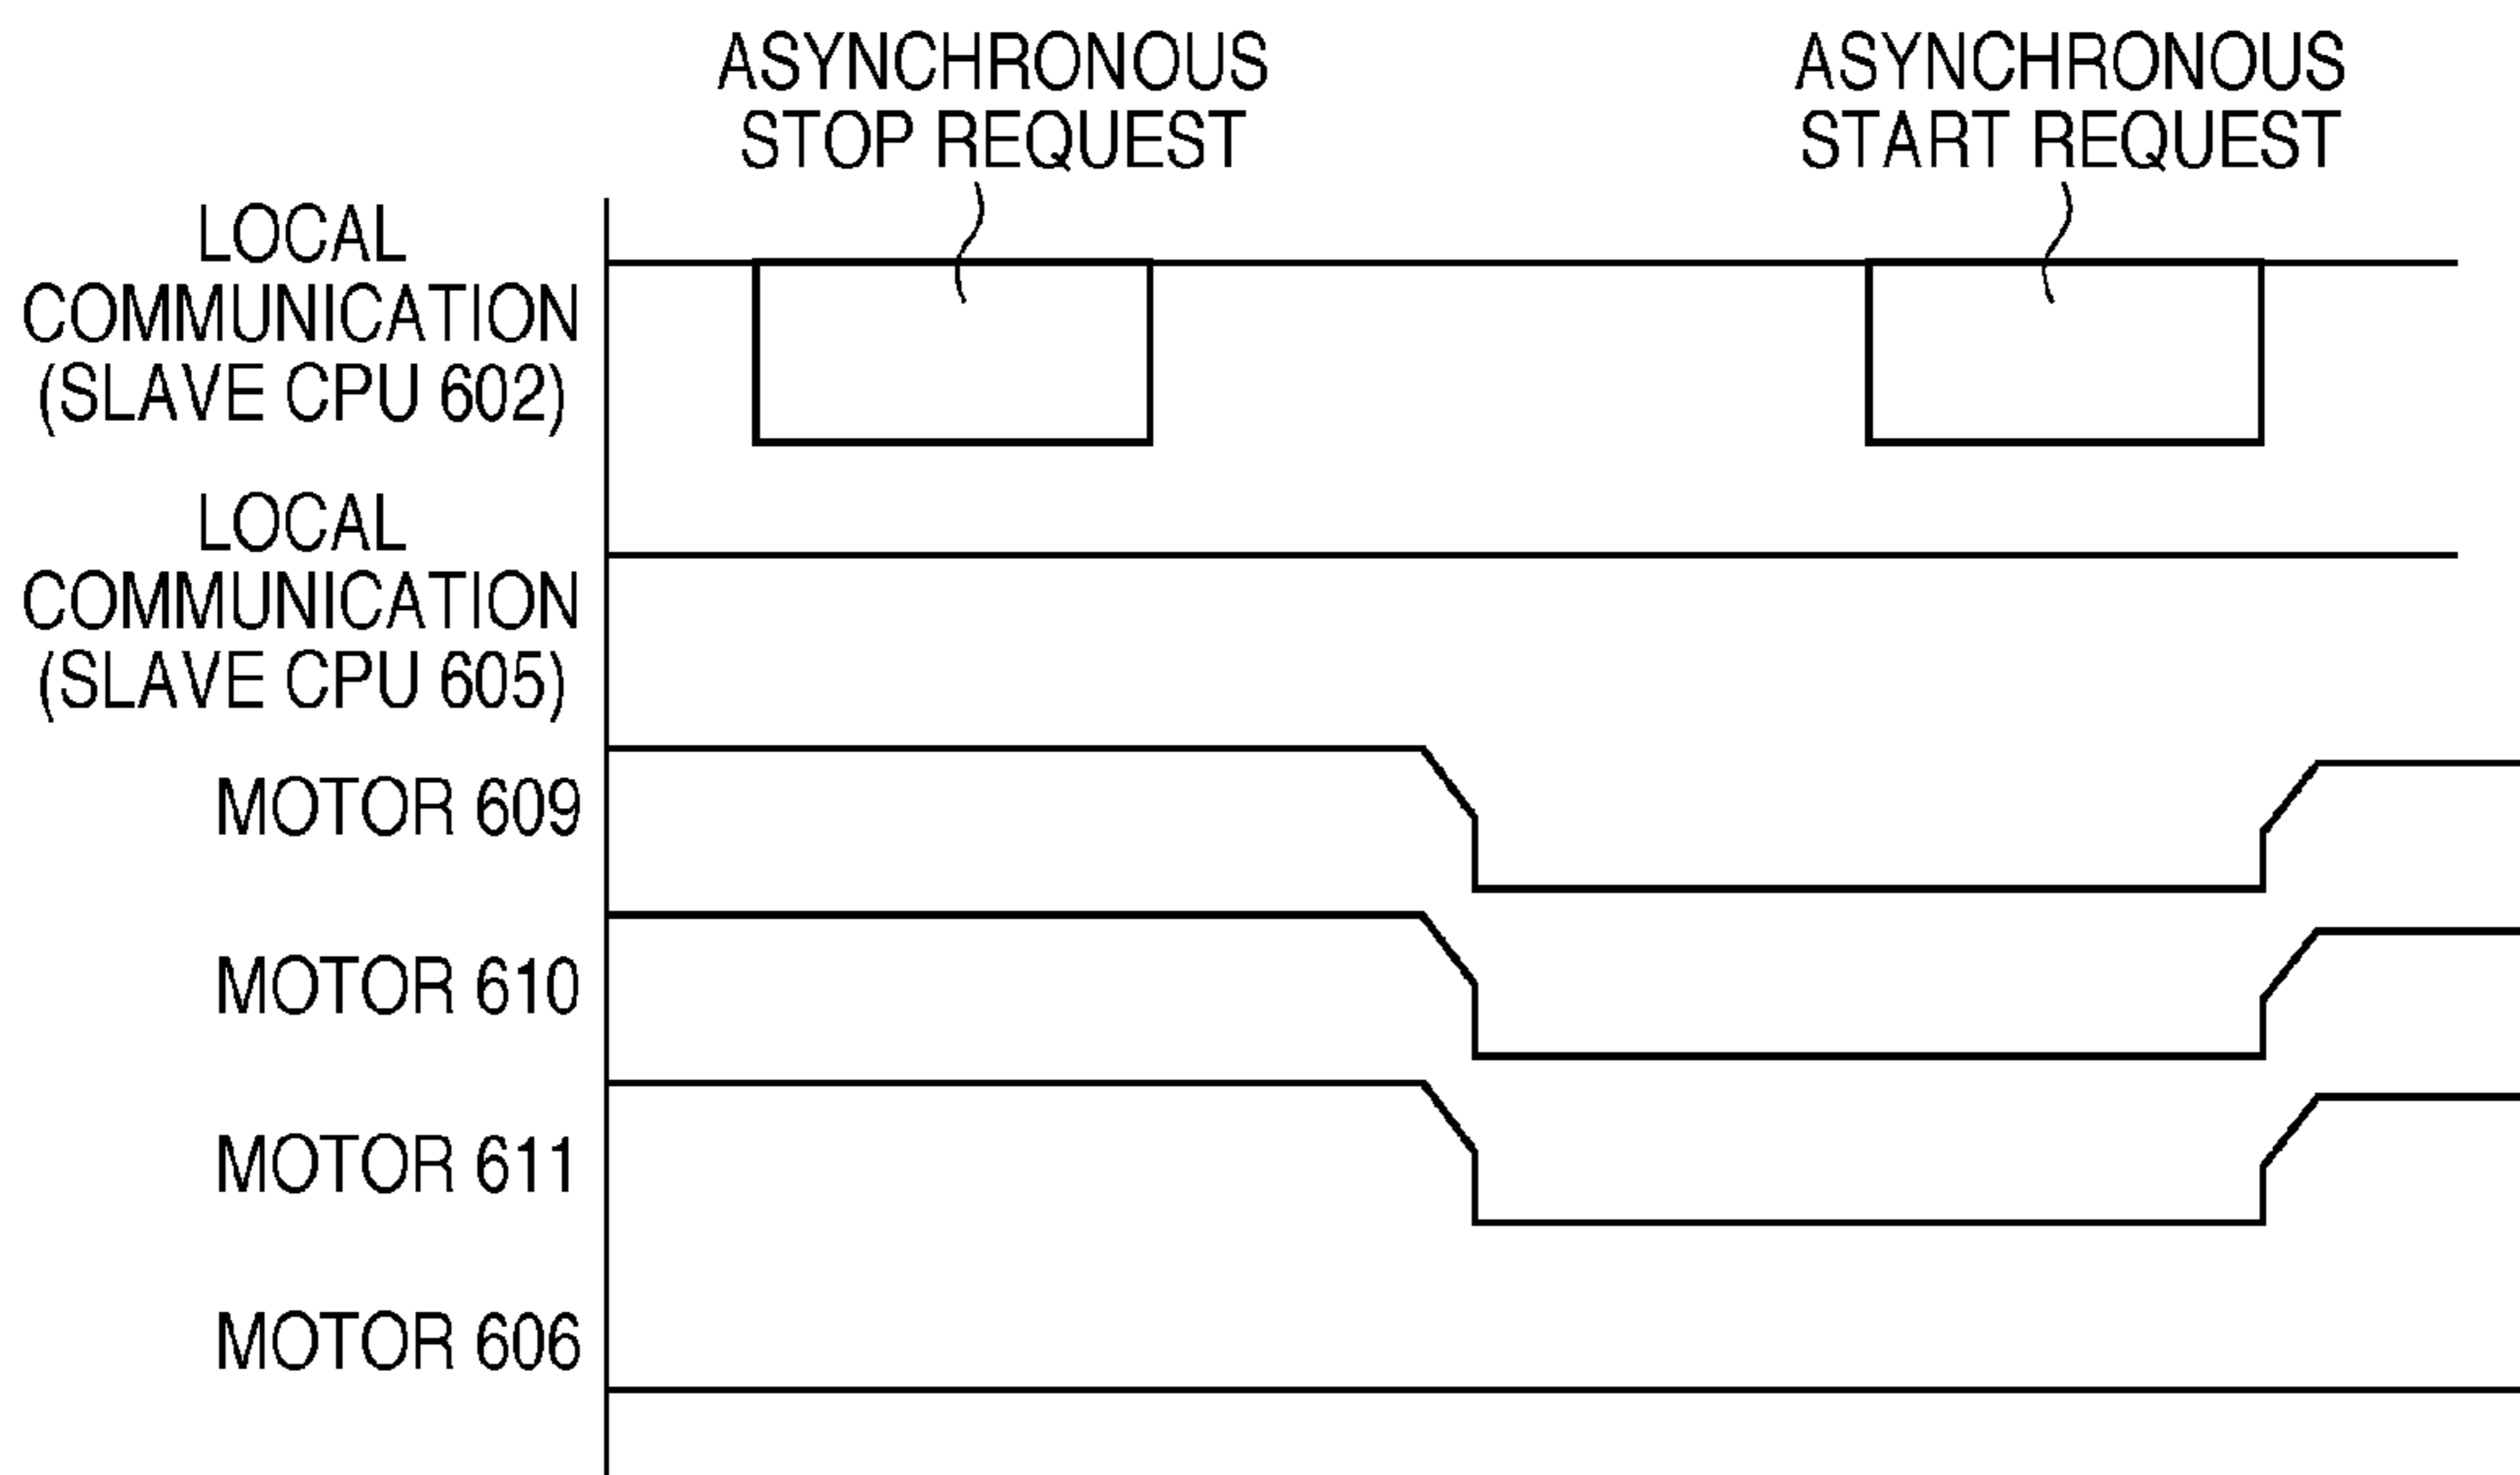 ASYNCHRONOUS
STOP REQUEST
ASYNCHRONOUS
START REQUEST
LOCAL
COMMUNICATION
(SLAVE CPU 602)
LOCAL
COMMUNICATION
(SLAVE CPU 605)
MOTOR 609
MOTOR 610
MOTOR 611
MOTOR 606